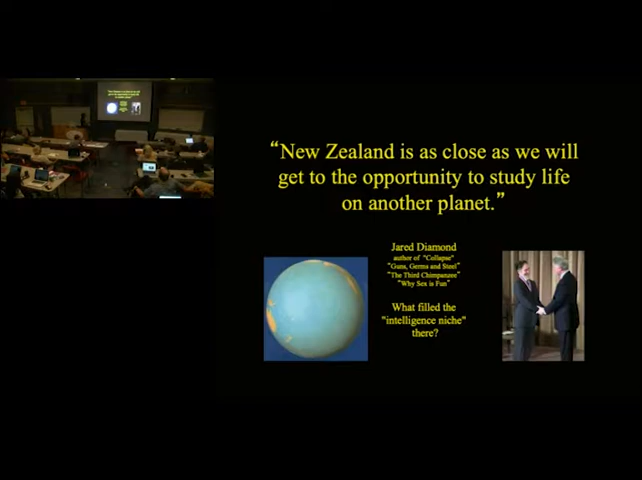 “New Zealand is as close as we will
get to the opportunity to study life
on another planet.”
Jared Diamond
author of "Collapse"
"Guns, Germs and Steel"
"The Third Chimpanzee"
"Why Sex is Fun"
What filled the
"intelligence niche"
there?